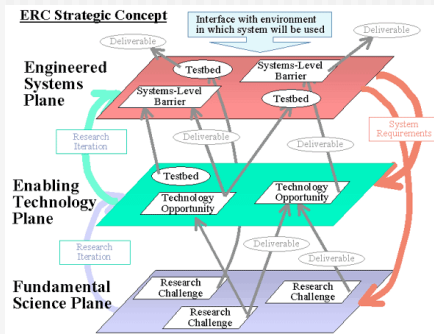 ERC Strategic Concept
Interface with environment
in which system will be used
Deliverable
Deliverable
Engineered
Systems
Plane
Testbed
Systems-Level
Barrier
Systems-Level
Barrier
Testbed
Research
Iteration
System
Requirements
Deliverable
Deliverable
Testbed
Enabling
Technology
Plane
Technology
Opportunity
Technology
Opportunity
Research
Iteration
Deliverable
Deliverable
Fundamental
Science Plane
Research
Challenge
Research
Challenge
Research
Challenge